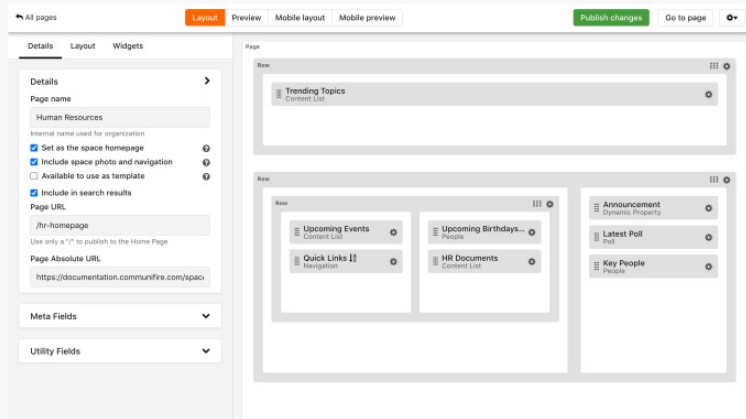 All pages
Layout
Preview
Mobile layout
Mobile preview
Publish changes
Go to page
Details
Layout
Widgets
Details
Page name
Human Resources
Internal name used for organization
Set as the space homepage
Include space photo and navigation
Available to use as template
Include in search results
Page URL
/hr-homepage
Use only a "/" to publish to the Home Page
Page Absolute URL
https://documentation.communifire.com/space
Meta Fields
Utility Fields
Page
Row
Trending Topics
Content List
Row
Row
Upcoming Events
Content List
Quick Links
Navigation
Upcoming Birthdays...
People
HR Documents
Content List
Announcement
Dynamic Property
Latest Poll
Poll
Key People
People